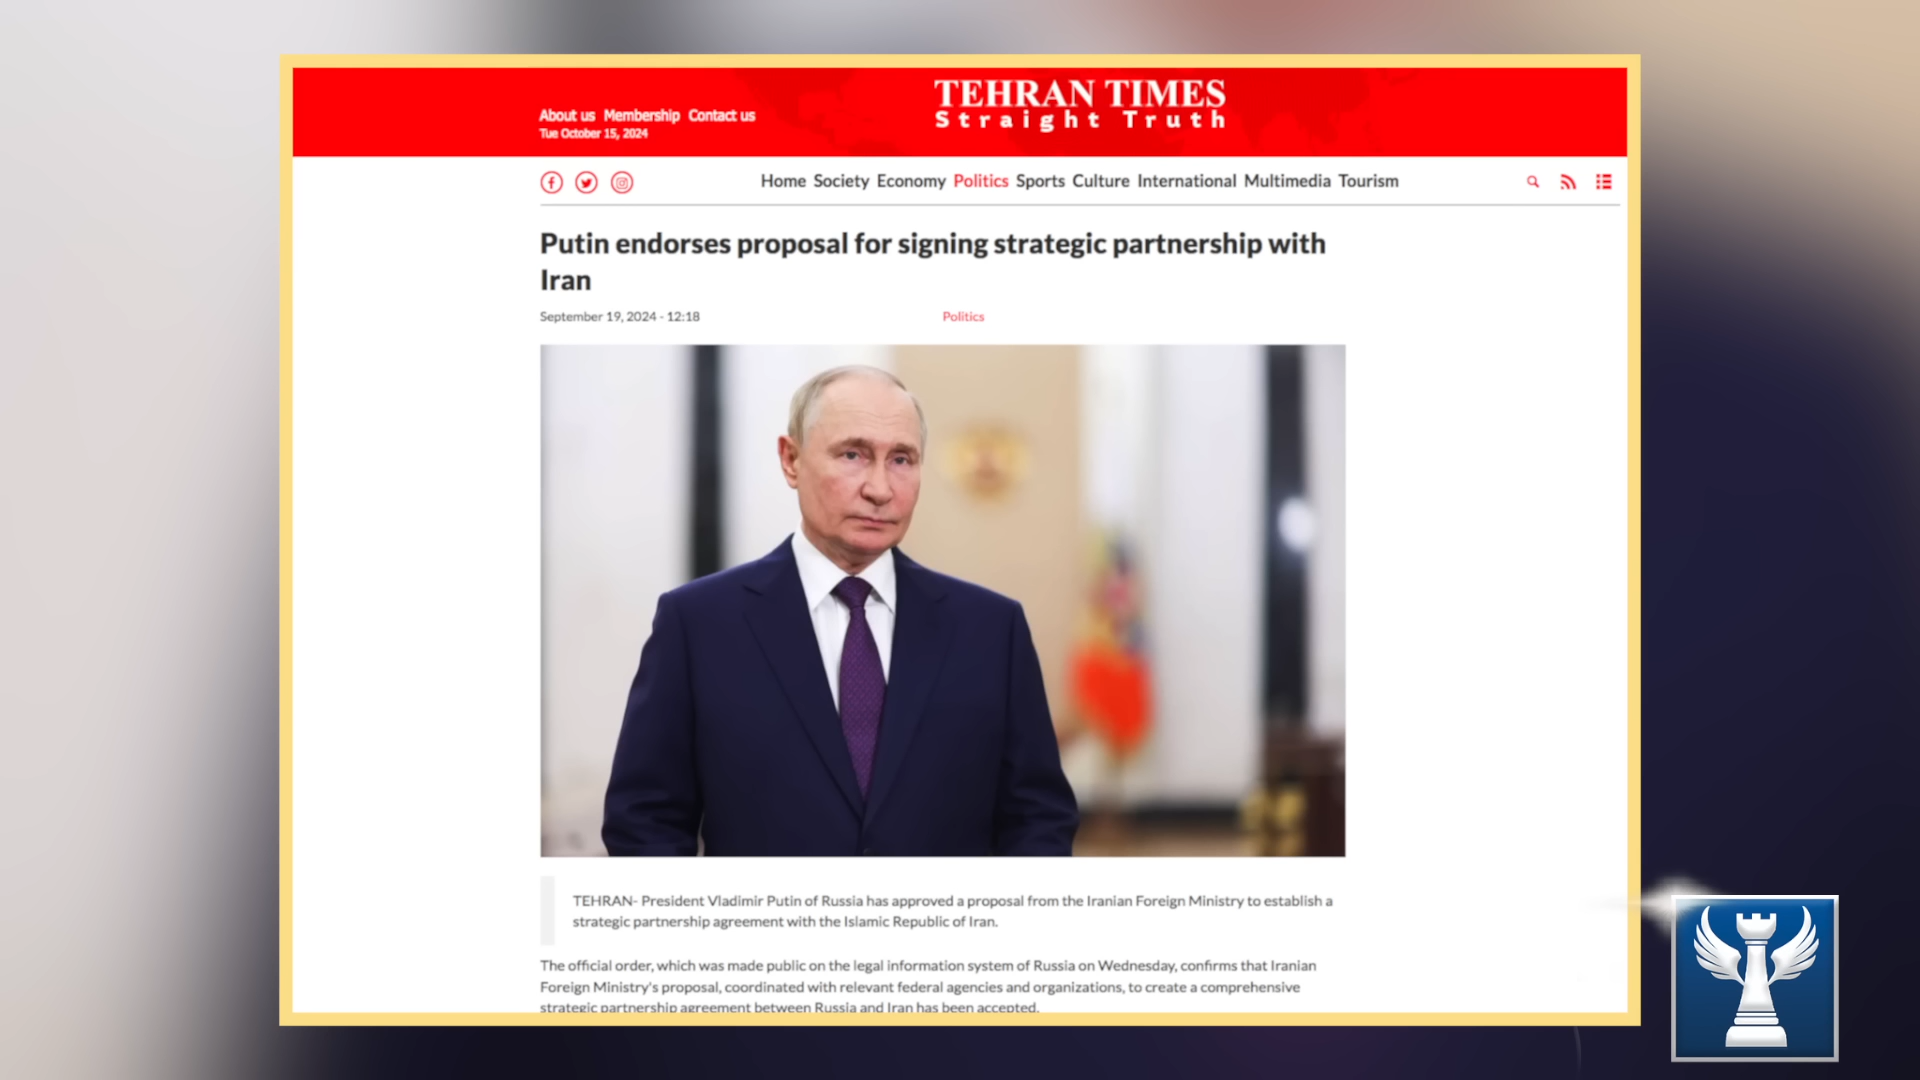 TEHRAN TIMES
Straight Truth
About us Membership Contact us
Tue October 15, 2024
Home Society Economy Politics Sports Culture International Multimedia Tourism
Putin endorses proposal for signing strategic partnership with
Iran
September 19, 2024 - 12:18
Politics
TEHRAN- President Vladimir Putin of Russia has approved a proposal from the Iranian Foreign Ministry to establish a
strategic partnership agreement with the Islamic Republic of Iran.
The official order, which was made public on the legal information system of Russia on Wednesday, confirms that Iranian
Foreign Ministry's proposal, coordinated with relevant federal agencies and organizations, to create a comprehensive
strategic partnership agreement between Russia and Iran has been accepted.